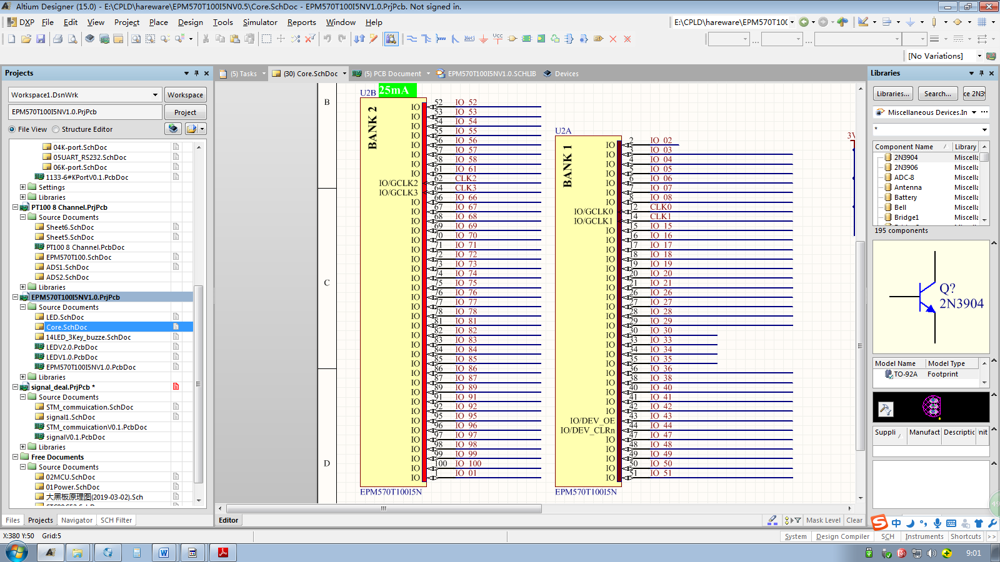 Altium Designer (15.0) - E:\CPLD\hareware\EPM570T100I5NV0.5\Core.SchDoc - EPM570T100I5NV1.0.PrjPcb. Not signed in.
DXP File Edit View Project Place Design Tools Simulator Reports Window Help
E:\CPLD\hareware\EPM570T10(
[No Variations]
Projects
Workspace1.DsnWrk
Workspace
EPM570T100I5NV1.0.PrjPcb
Project
File View
Structure Editor
04K-port.SchDoc
05UART_RS232.SchDoc
06K-port.SchDoc
1133-6#KPortV0.1.PcbDoc
Settings
Libraries
PT100 8 Channel.PrjPcb
Source Documents
Sheet6.SchDoc
Sheet5.SchDoc
PT100 8 Channel.PcbDoc
EPM570T100.SchDoc
ADS1.SchDoc
ADS2.SchDoc
Libraries
EPM570T100I5NV1.0.PrjPcb
Source Documents
LED.SchDoc
Core.SchDoc
14LED_3Key_buzze.SchDoc
LEDV2.0.PcbDoc
LEDV1.0.PcbDoc
EPM570T100I5NV1.0.PcbDoc
Libraries
signal_deal.PrjPcb *
Source Documents
STM_commuication.SchDoc
signal1.SchDoc
STM_commuicationV0.1.PcbDoc
signalV0.1.PcbDoc
Libraries
Free Documents
Source Documents
02MCU.SchDoc
01Power.SchDoc
大黑板原理图(2019-03-02).Sch
Files Projects Navigator SCH Filter
(5) Tasks
(30) Core.SchDoc
(5) PCB Document
EPM570T100I5NV1.0.SCHLIB
Devices
B
C
D
U2B
25mA
BANK 2
IO 52 IO 52
IO 53 IO 53
IO 54 IO 54
IO 55 IO 55
IO 56 IO 56
IO 57 IO 57
IO 58 IO 58
IO 61 IO 61
IO/GCLK2 62 CLK2
IO/GCLK3 64 CLK3
IO 66 IO 66
IO 67 IO 67
IO 68 IO 68
IO 69 IO 69
IO 70 IO 70
IO 71 IO 71
IO 72 IO 72
IO 73 IO 73
IO 74 IO 74
IO 75 IO 75
IO 76 IO 76
IO 77 IO 77
IO 78 IO 78
IO 81 IO 81
IO 82 IO 82
IO 83 IO 83
IO 84 IO 84
IO 85 IO 85
IO 86 IO 86
IO 87 IO 87
IO 89 IO 89
IO 91 IO 91
IO 92 IO 92
IO 95 IO 95
IO 96 IO 96
IO 97 IO 97
IO 98 IO 98
IO 99 IO 99
IO 100 IO 100
IO 1 IO 01
EPM570T100I5N
U2A
BANK 1
IO 2 IO 02
IO 3 IO 03
IO 4 IO 04
IO 5 IO 05
IO 6 IO 06
IO 7 IO 07
IO 8 IO 08
IO/GCLK0 12 CLK0
IO/GCLK1 14 CLK1
IO 15 IO 15
IO 16 IO 16
IO 17 IO 17
IO 18 IO 18
IO 19 IO 19
IO 20 IO 20
IO 21 IO 21
IO 26 IO 26
IO 27 IO 27
IO 28 IO 28
IO 29 IO 29
IO 30 IO 30
IO 33 IO 33
IO 34 IO 34
IO 35 IO 35
IO 36 IO 36
IO 38 IO 38
IO 40 IO 40
IO 41 IO 41
IO 42 IO 42
IO/DEV_OE 43 IO 43
IO/DEV_CLRn 44 IO 44
IO 47 IO 47
IO 48 IO 48
IO 49 IO 49
IO 50 IO 50
IO 51 IO 51
EPM570T100I5N
3V
Editor
Mask Level Clear
Libraries
Libraries... Search... ce 2N39
Miscellaneous Devices.In
*
Component Name / Library
2N3904 Miscella
2N3906 Miscella
ADC-8 Miscella
Antenna Miscella
Battery Miscella
Bell Miscella
Bridge1 Miscella
195 components
Q?
2N3904
Model Name Model Type
TO-92A Footprint
Suppli Manufact Descriptic nit
中
X:380 Y:50 Grid:5
System Design Compiler SCH Instruments Shortcuts >>
9:01